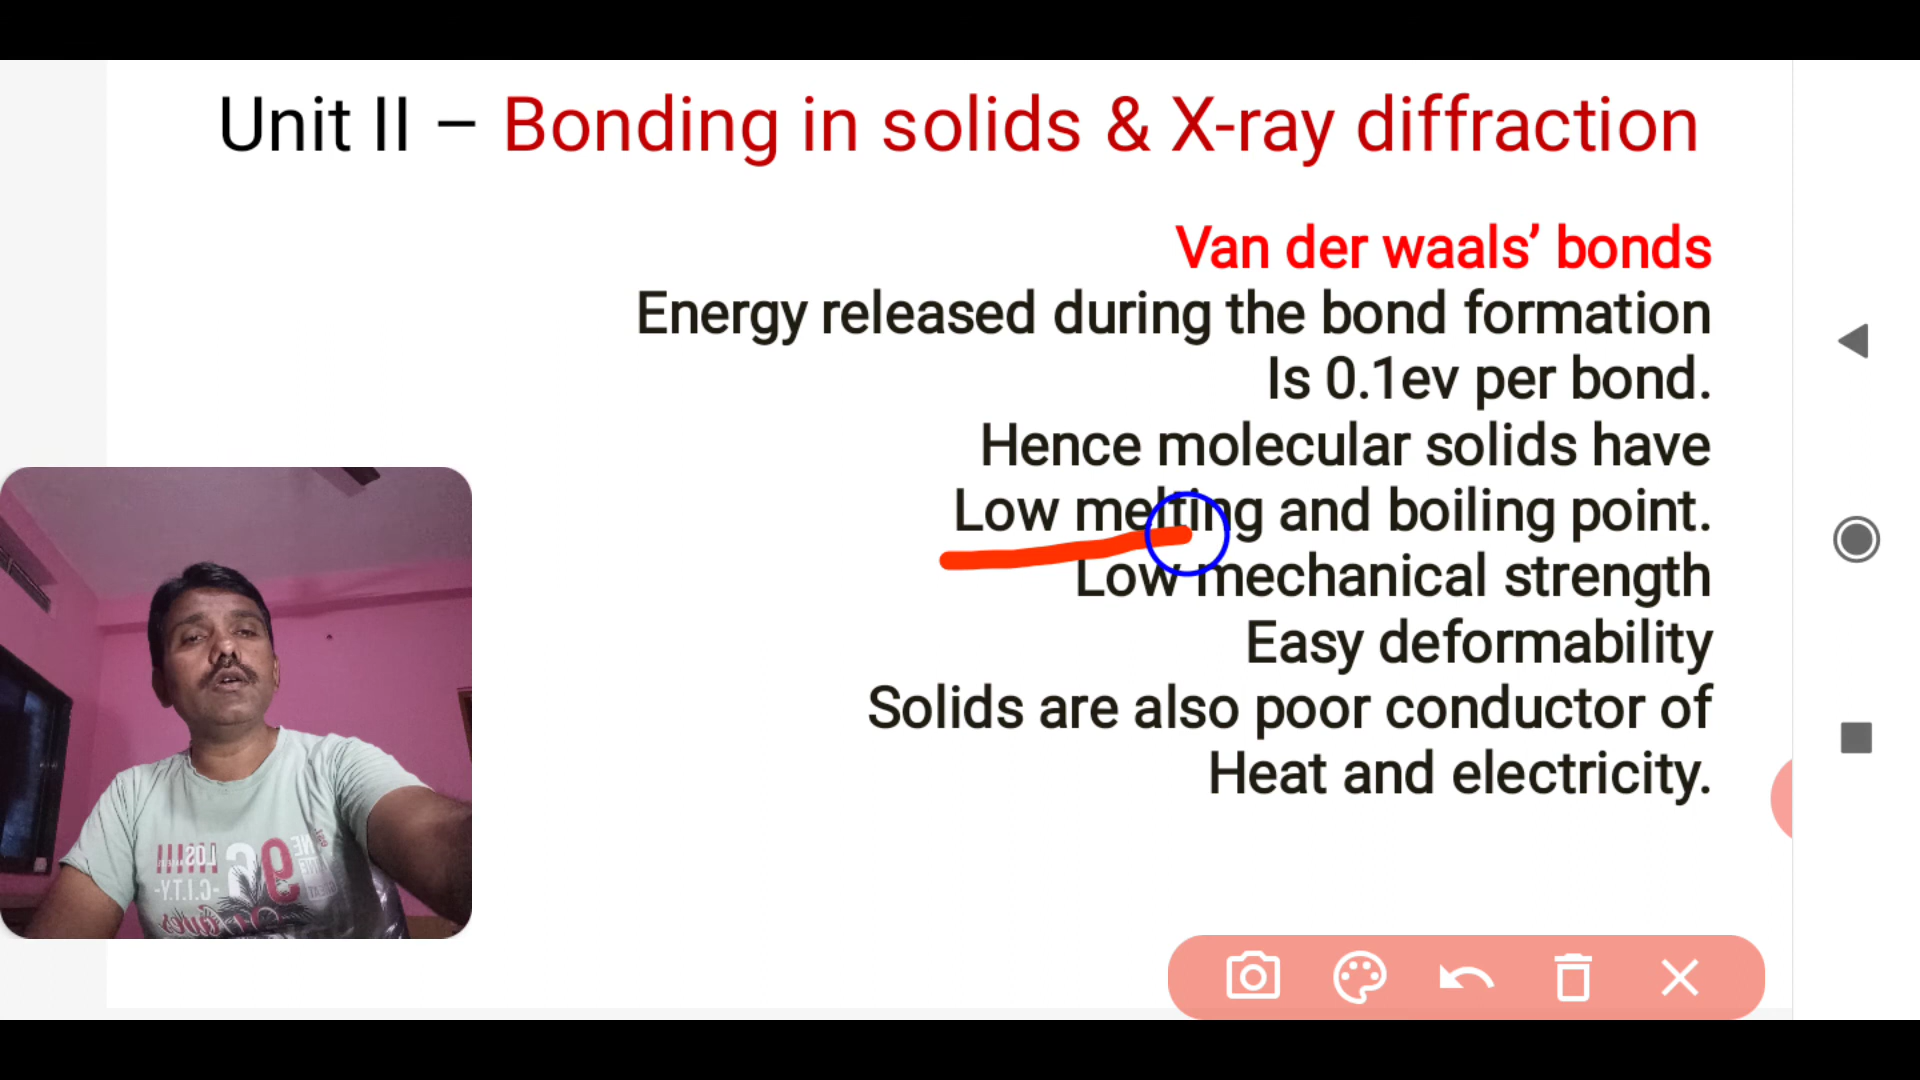 Unit II – Bonding in solids & X-ray diffraction
Van der waals’ bonds
Energy released during the bond formation
Is 0.1ev per bond.
Hence molecular solids have
Low melting and boiling point.
Low mechanical strength
Easy deformability
Solids are also poor conductor of
Heat and electricity.
LOS
-C.I.T.Y-